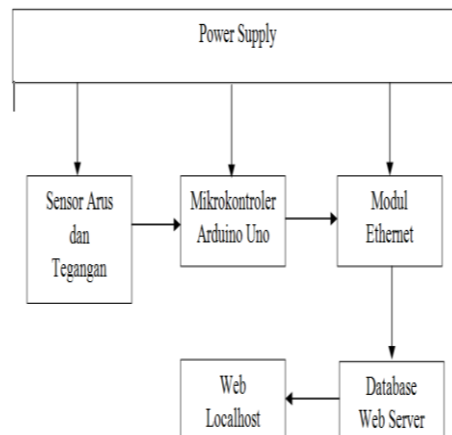 Power Supply
Sensor Arus
dan
Tegangan
Mikrokontroler
Arduino Uno
Modul
Ethernet
Web
Localhost
Database
Web Server